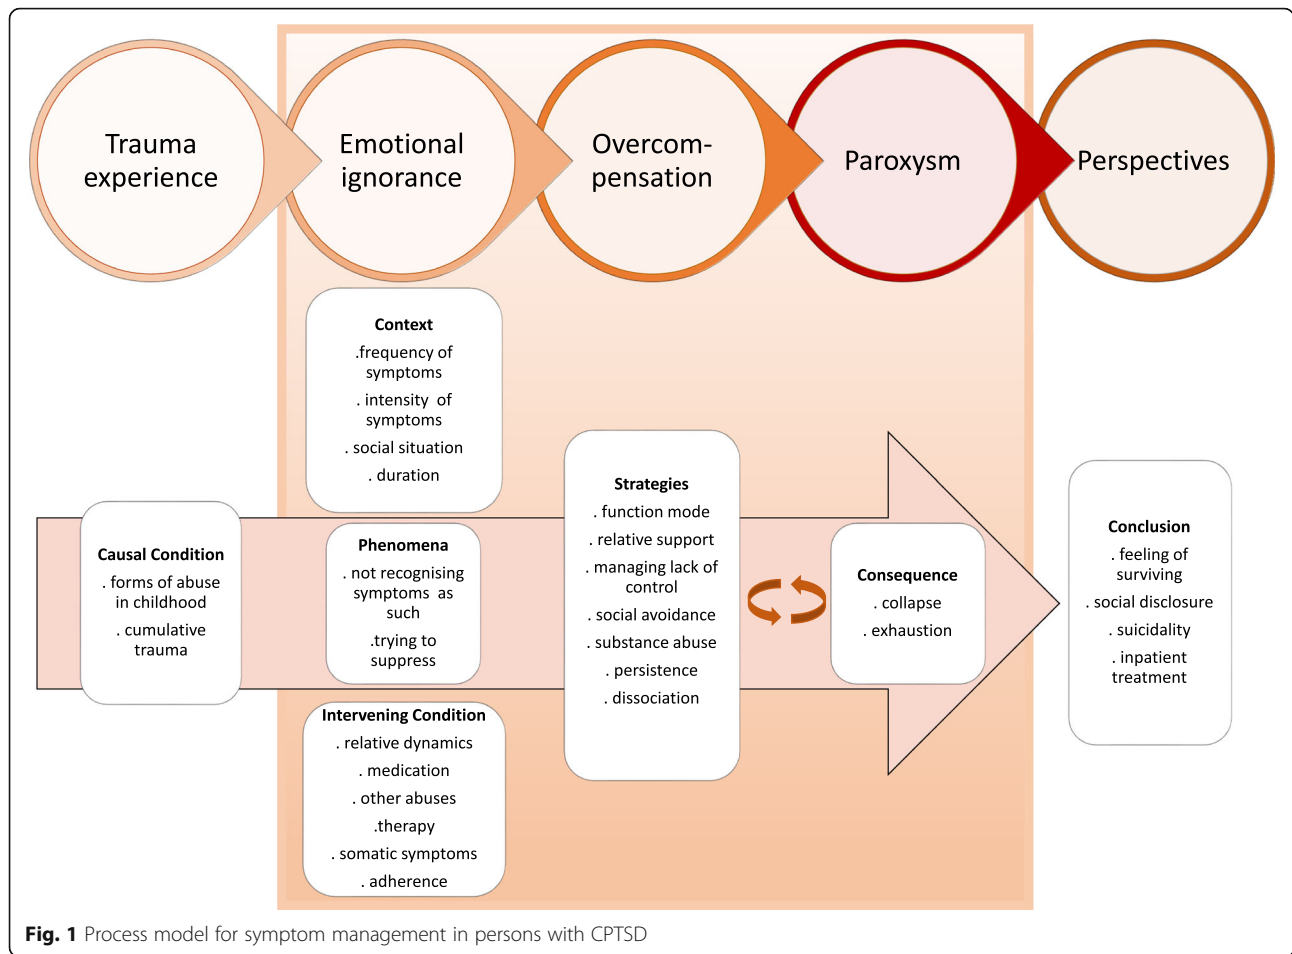 Trauma
experience
Emotional
ignorance
Overcom-
pensation
Paroxysm
Perspectives
Causal Condition
. forms of abuse
in childhood
. cumulative
trauma
Context
.frequency of
symptoms
. intensity of
symptoms
. social situation
. duration
Phenomena
. not recognising
symptoms as
such
.trying to
suppress
Intervening Condition
. relative dynamics
. medication
. other abuses
.therapy
. somatic symptoms
. adherence
Strategies
. function mode
. relative support
. managing lack of
control
. social avoidance
. substance abuse
. persistence
. dissociation
Consequence
. collapse
. exhaustion
Conclusion
. feeling of
surviving
. social disclosure
. suicidality
. inpatient
treatment
Fig. 1 Process model for symptom management in persons with CPTSD